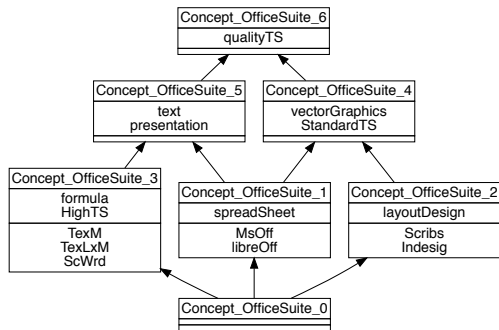 Concept_OfficeSuite_6
qualityTS
Concept_OfficeSuite_5
text
presentation
Concept_OfficeSuite_4
vectorGraphics
StandardTS
Concept_OfficeSuite_3
formula
HighTS
TexM
TexLxM
ScWrd
Concept_OfficeSuite_1
spreadSheet
MsOff
libreOff
Concept_OfficeSuite_2
layoutDesign
Scribs
Indesig
Concept_OfficeSuite_0